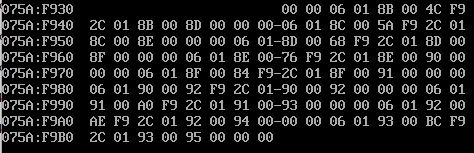 075A:F930 00 00 06 01 8B 00 4C F9
075A:F940 2C 01 8B 00 8D 00 00 00-06 01 8C 00 5A F9 2C 01
075A:F950 8C 00 8E 00 00 00 06 01-8D 00 68 F9 2C 01 8D 00
075A:F960 8F 00 00 00 06 01 8E 00-76 F9 2C 01 8E 00 90 00
075A:F970 00 00 06 01 8F 00 84 F9-2C 01 8F 00 91 00 00 00
075A:F980 06 01 90 00 92 F9 2C 01-90 00 92 00 00 00 06 01
075A:F990 91 00 A0 F9 2C 01 91 00-93 00 00 00 06 01 92 00
075A:F9A0 AE F9 2C 01 92 00 94 00-00 00 06 01 93 00 BC F9
075A:F9B0 2C 01 93 00 95 00 00 00